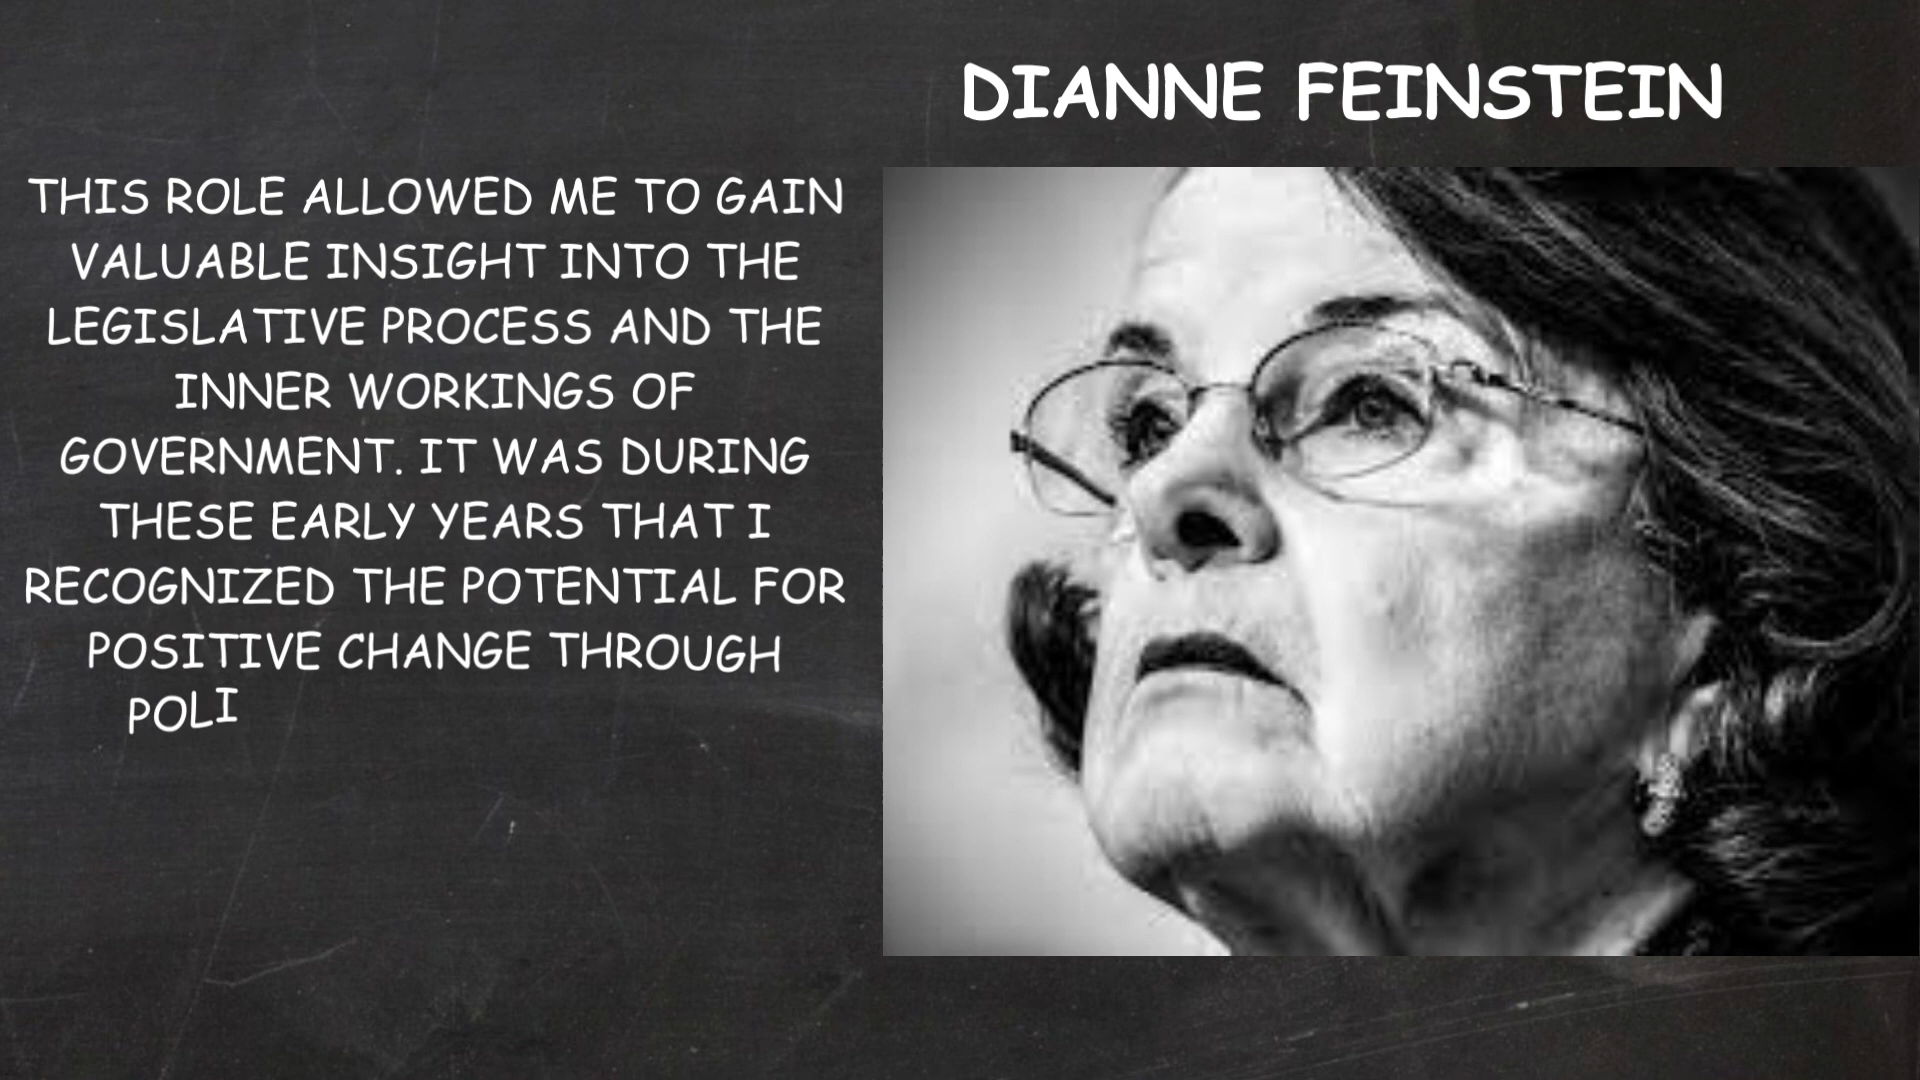 DIANNE FEINSTEIN
THIS ROLE ALLOWED ME TO GAIN
VALUABLE INSIGHT INTO THE
LEGISLATIVE PROCESS AND THE
INNER WORKINGS OF
GOVERNMENT. IT WAS DURING
THESE EARLY YEARS THAT I
RECOGNIZED THE POTENTIAL FOR
POSITIVE CHANGE THROUGH
POLI